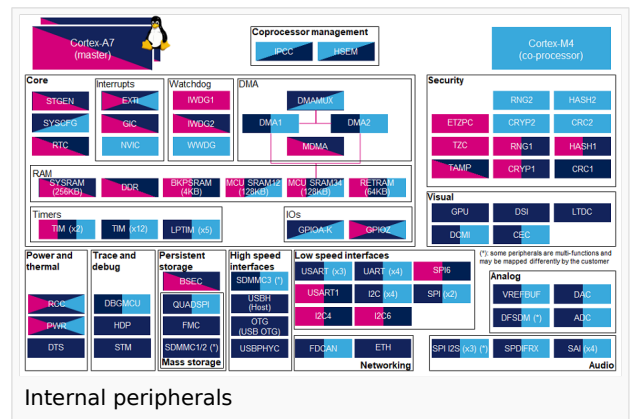 Cortex-A7
(master)
Coprocessor management
IPCC
HSEM
Cortex-M4
(co-processor)
Core
STGEN
SYSCFG
RTC
Interrupts
EXTI
GIC
NVIC
Watchdog
IWDG1
IWDG2
WWDG
DMA
DMAMUX
DMA1
DMA2
MDMA
Security
RNG2
HASH2
ETZPC
CRYP2
CRC2
TZC
RNG1
HASH1
TAMP
CRYP1
CRC1
RAM
SYSRAM
(256KB)
DDR
BKPSRAM
(4KB)
MCU SRAM12
(128KB)
MCU SRAM34
(128KB)
RETRAM
(64KB)
Timers
TIM (x2)
TIM (x12)
LPTIM (x5)
IOs
GPIOA-K
GPIOZ
Visual
GPU
DSI
LTDC
DCMI
CEC
Power and
thermal
RCC
PWR
DTS
Trace and
debug
DBGMCU
HDP
STM
Persistent
storage
BSEC
QUADSPI
FMC
SDMMC1/2 (*)
Mass storage
High speed
interfaces
SDMMC3 (*)
USBH
(Host)
OTG
(USB OTG)
USBPHYC
Low speed interfaces
USART (x3)
UART (x4)
SPI6
USART1
I2C (x4)
SPI (x2)
I2C4
I2C6
(*): some peripherals are multi-functions and
may be mapped differently by the customer
Analog
VREFBUF
DAC
DFSDM (*)
ADC
FDCAN
ETH
Networking
SPI I2S (x3) (*)
SPDIFRX
SAI (x4)
Audio
Internal peripherals